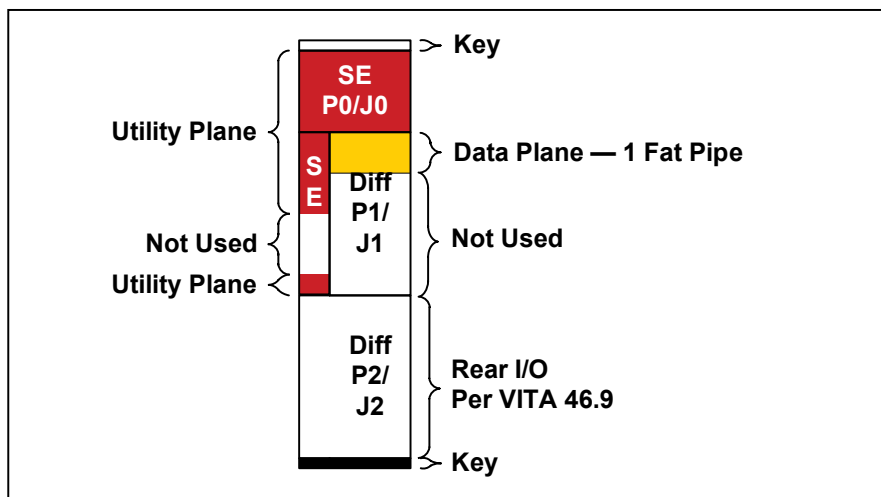 Key
SE
P0/J0
Utility Plane
Data Plane — 1 Fat Pipe
S
E
Diff
P1/
J1
Not Used
Not Used
Utility Plane
Diff
P2/
J2
Rear I/O
Per VITA 46.9
Key